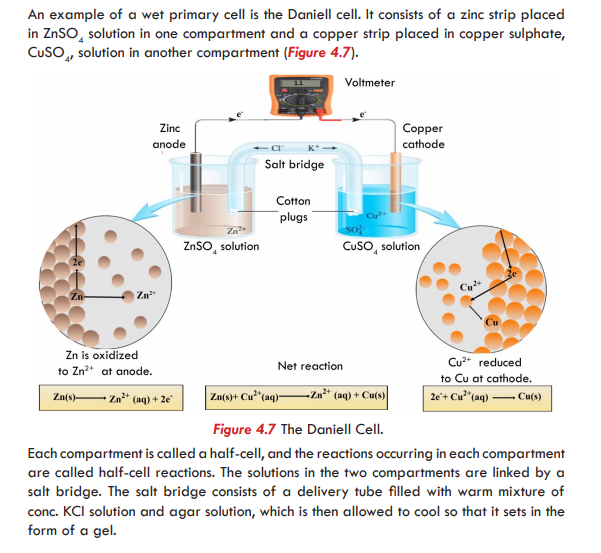 An example of a wet primary cell is the Daniell cell. It consists of a zinc strip placed
in ZnSO₄ solution in one compartment and a copper strip placed in copper sulphate,
CuSO₄, solution in another compartment (Figure 4.7).
Voltmeter
1.1
e⁻
e⁻
Zinc
anode
Copper
cathode
Cl⁻
K⁺
Salt bridge
Cotton
plugs
Zn²⁺
Cu²⁺
SO₄²⁻
ZnSO₄ solution
CuSO₄ solution
2e
Zn
Zn²⁺
Cu²⁺
2e⁻
Cu
Zn is oxidized
to Zn²⁺ at anode.
Net reaction
Cu²⁺ reduced
to Cu at cathode.
Zn(s)⟶Zn²⁺ (aq) + 2e⁻
Zn(s)+ Cu²⁺(aq)⟶Zn²⁺ (aq) + Cu(s)
2e⁻+ Cu²⁺(aq) ⟶ Cu(s)
Figure 4.7 The Daniell Cell.
Each compartment is called a half-cell, and the reactions occurring in each compartment
are called half-cell reactions. The solutions in the two compartments are linked by a
salt bridge. The salt bridge consists of a delivery tube filled with warm mixture of
conc. KCl solution and agar solution, which is then allowed to cool so that it sets in the
form of a gel.